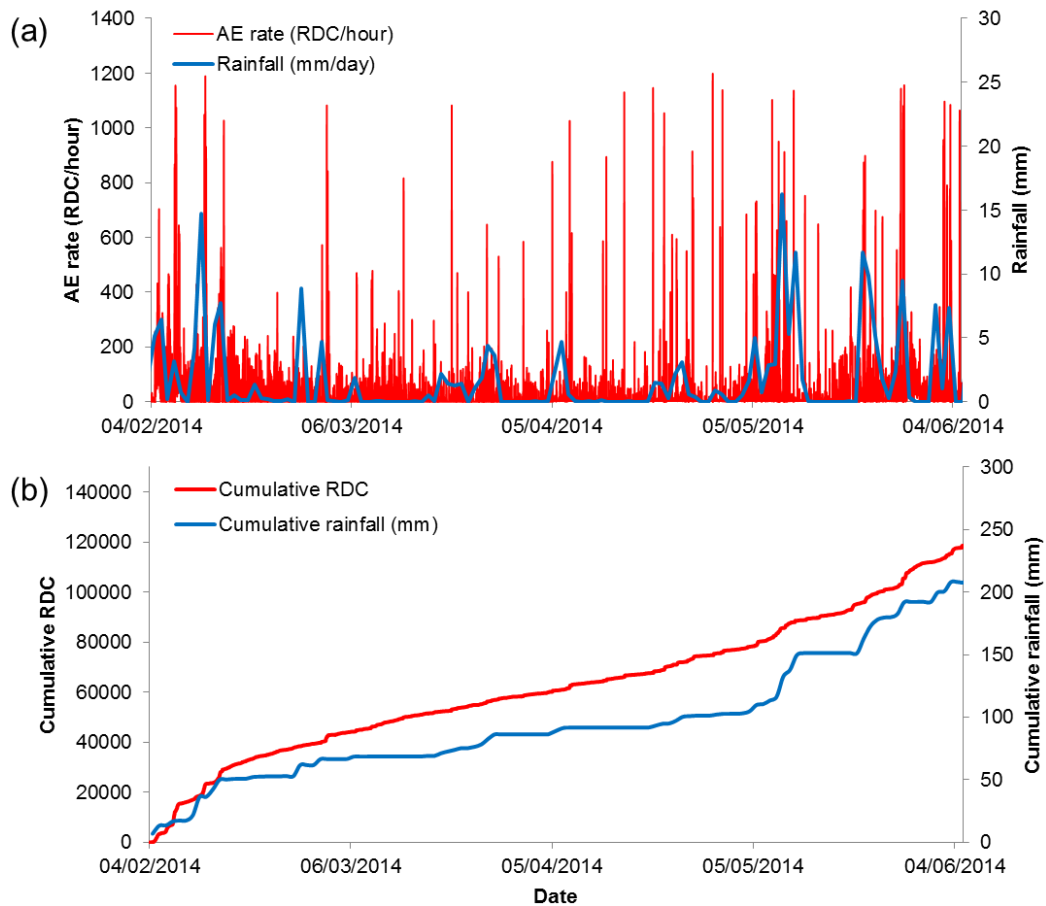 (a)
AE rate (RDC/hour)
Rainfall (mm/day)
1400
1200
1000
800
600
400
200
0
AE rate (RDC/hour)
30
25
20
15
10
5
0
Rainfall (mm)
04/02/2014 06/03/2014 05/04/2014 05/05/2014 04/06/2014
(b)
Cumulative RDC
Cumulative rainfall (mm)
140000
120000
100000
80000
60000
40000
20000
0
Cumulative RDC
300
250
200
150
100
50
0
Cumulative rainfall (mm)
04/02/2014 06/03/2014 05/04/2014 05/05/2014 04/06/2014
Date